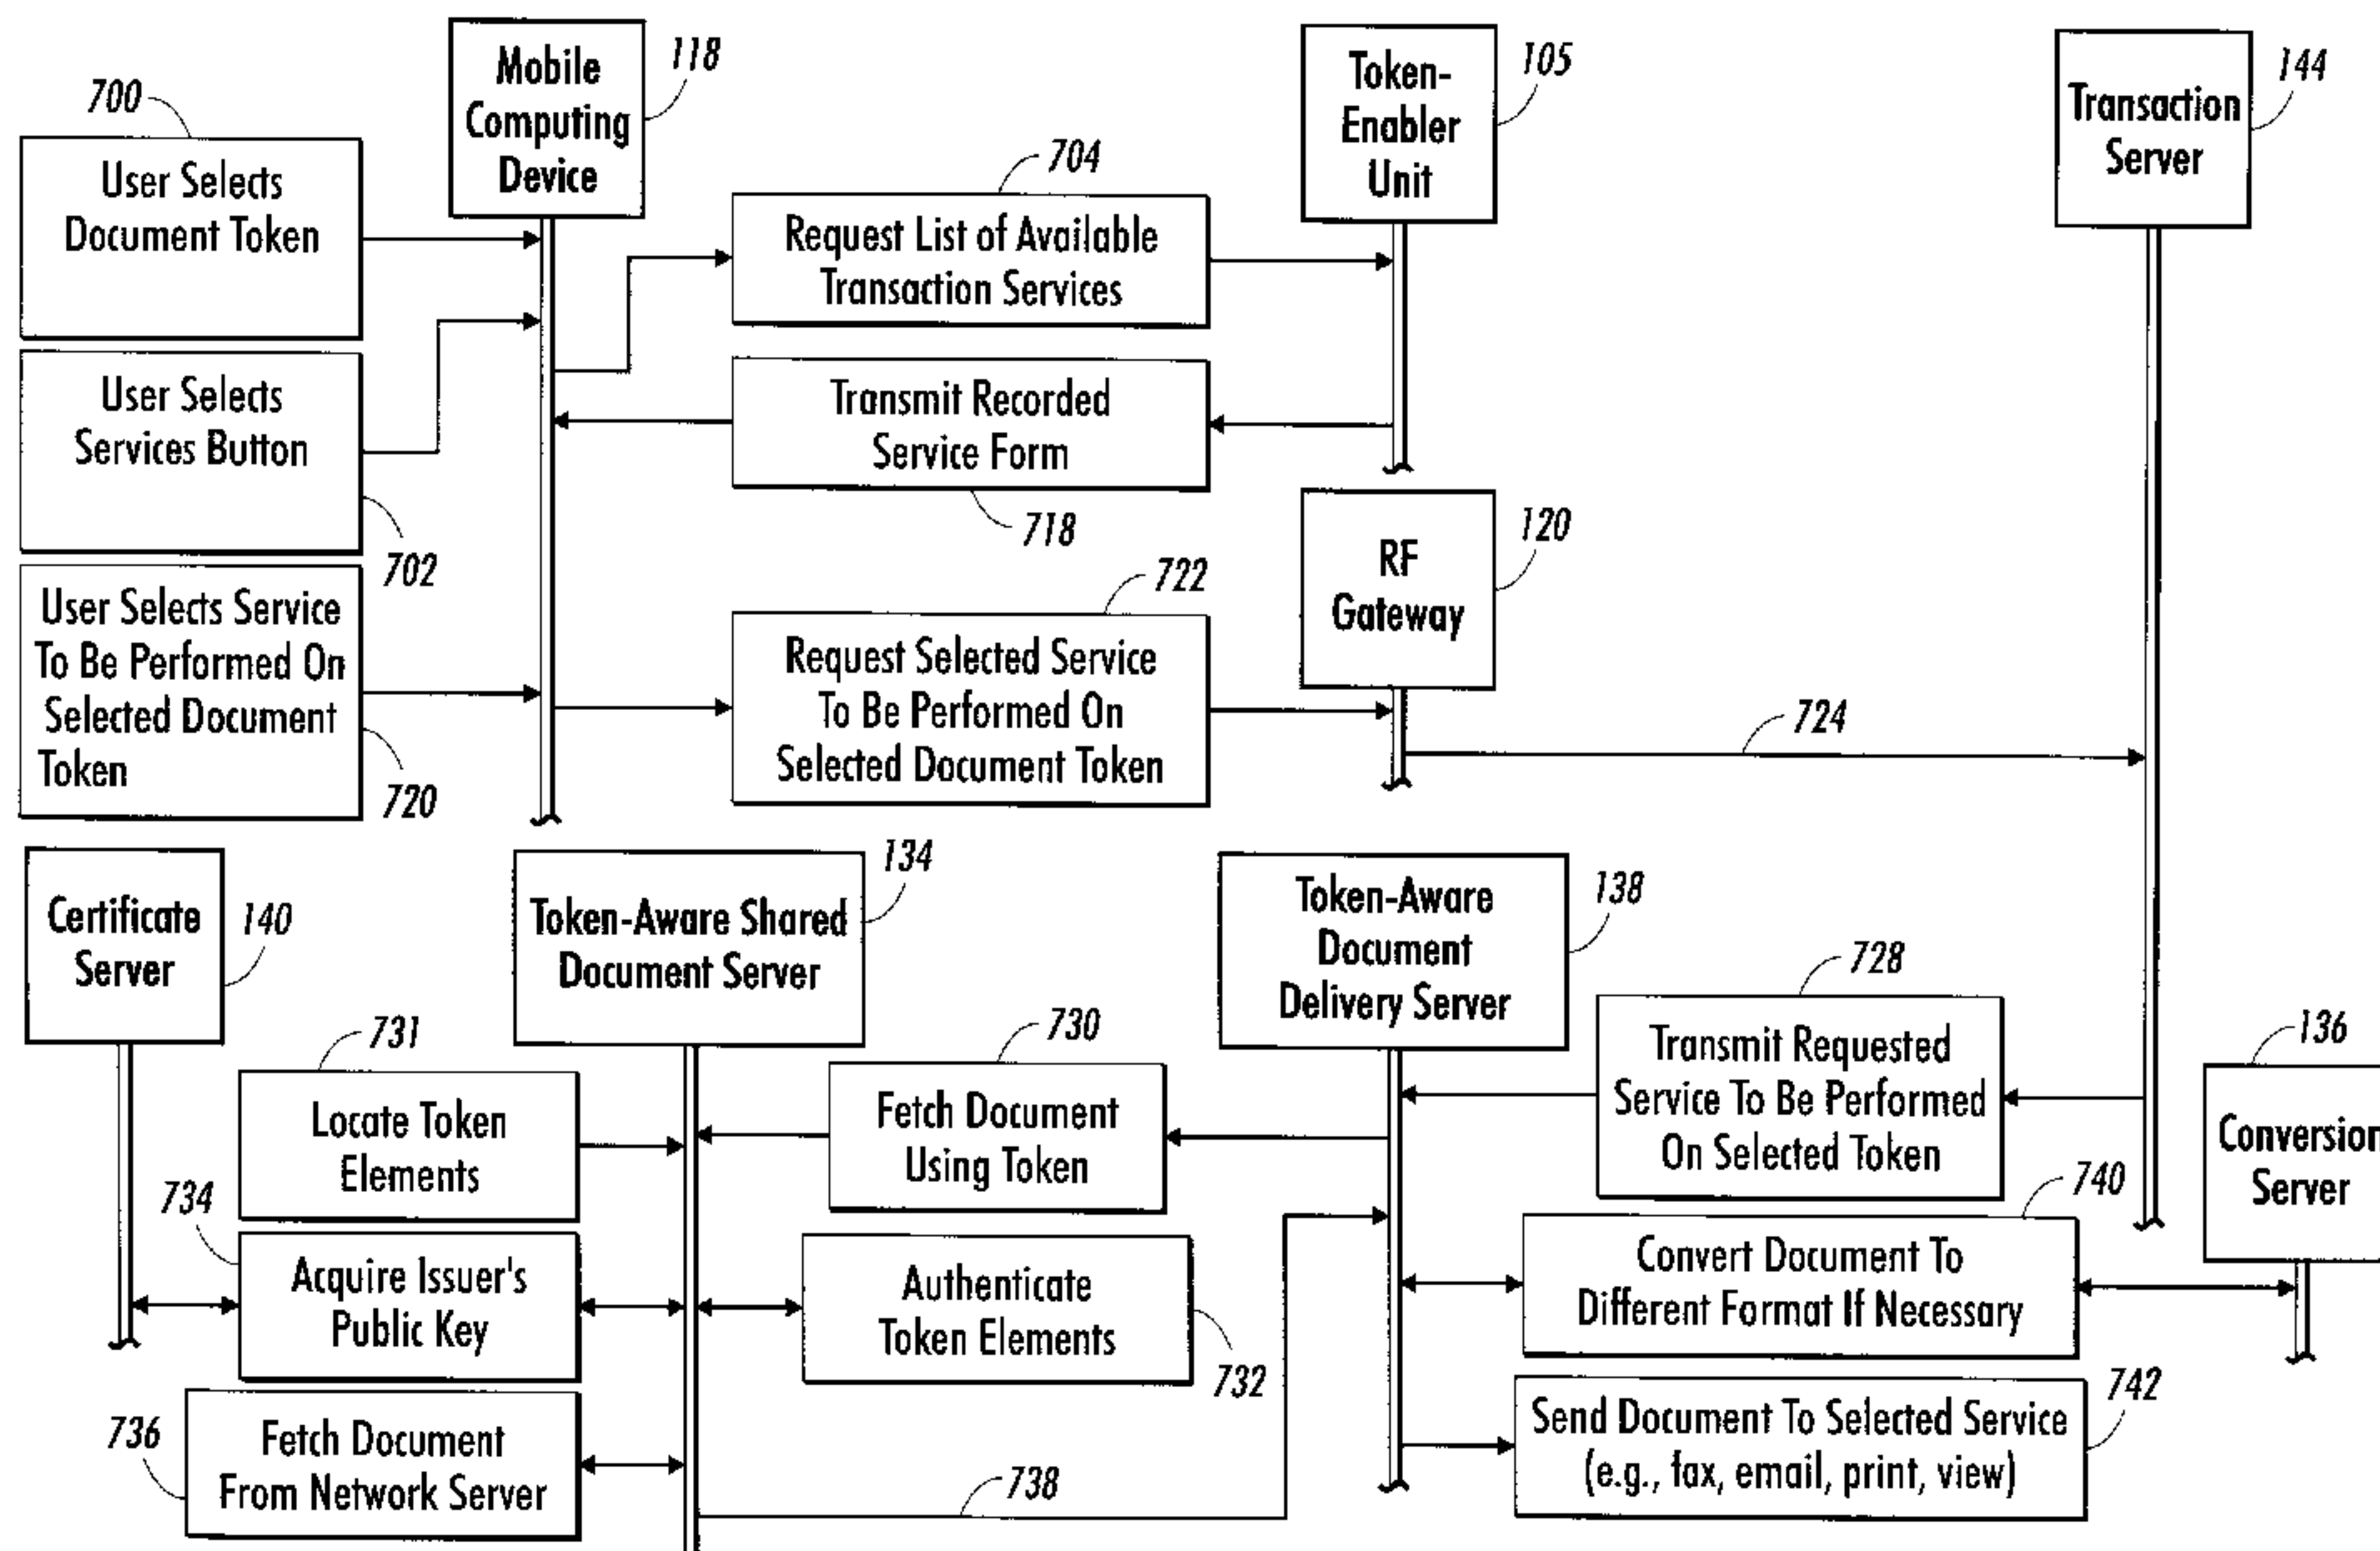 Mobile
Computing
Device
118
Token-
Enabler
Unit
105
Transaction
Server
144
700
User Selects
Document Token
704
Request List of Available
Transaction Services
User Selects
Services Button
702
Transmit Recorded
Service Form
718
RF
Gateway
120
User Selects Service
To Be Performed On
Selected Document
Token
720
722
Request Selected Service
To Be Performed On
Selected Document Token
724
Certificate
Server
140
Token-Aware Shared
Document Server
134
Token-Aware
Document
Delivery Server
138
728
Transmit Requested
Service To Be Performed
On Selected Token
136
Conversion
Server
731
Locate Token
Elements
730
Fetch Document
Using Token
734
Acquire Issuer's
Public Key
Authenticate
Token Elements
732
740
Convert Document To
Different Format If Necessary
736
Fetch Document
From Network Server
738
742
Send Document To Selected Service
(e.g., fax, email, print, view)